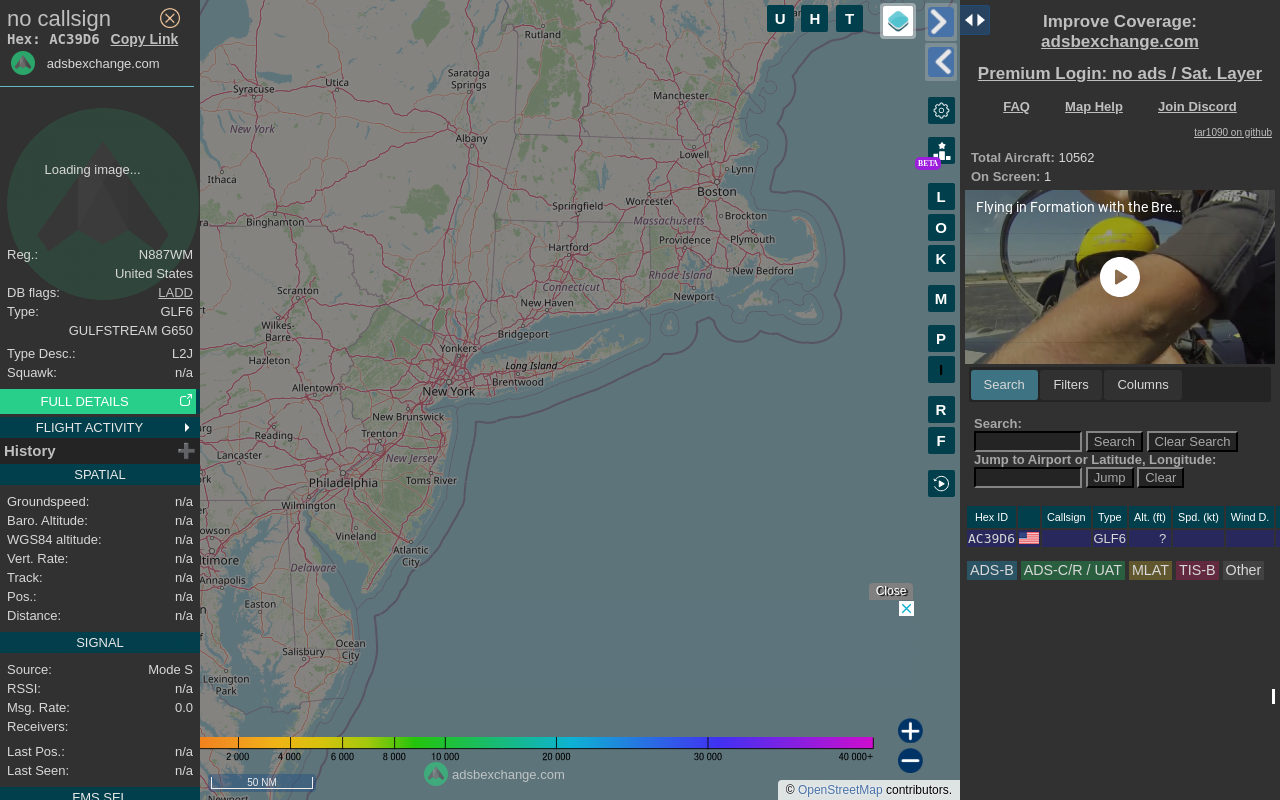 no callsign
Hex: AC39D6 Copy Link
adsbexchange.com
Loading image...
Reg.: N887WM
United States
DB flags: LADD
Type: GLF6
GULFSTREAM G650
Type Desc.: L2J
Squawk: n/a
FULL DETAILS
FLIGHT ACTIVITY
History
SPATIAL
Groundspeed: n/a
Baro. Altitude: n/a
WGS84 altitude: n/a
Vert. Rate: n/a
Track: n/a
Pos.: n/a
Distance: n/a
SIGNAL
Source: Mode S
RSSI: n/a
Msg. Rate: 0.0
Receivers:
Last Pos.: n/a
Last Seen: n/a
FMS SEL
Rutland
Utica
Syracuse
Saratoga
Springs
Manchester
New York
Albany
Lowell
Lynn
Ithaca
Boston
Worcester
Springfield
Binghamton
Massachusetts
Brockton
Hartford
Providence
Plymouth
Rhode Island
New Bedford
Connecticut
Scranton
New Haven
Newport
Wilkes-
Barre
Bridgeport
Yonkers
Hazleton
Long Island
Brentwood
Allentown
New York
New Brunswick
Reading
Trenton
Lancaster
New Jersey
Toms River
Philadelphia
Wilmington
Vineland
Atlantic
City
Annapolis
Delaware
Easton
Ocean
City
Salisbury
Lexington
Park
Newport
U H T
BETA
L
O
K
M
P
I
R
F
Close
2 000 4 000 6 000 8 000 10 000 20 000 30 000 40 000+
50 NM
adsbexchange.com
© OpenStreetMap contributors.
Improve Coverage:
adsbexchange.com
Premium Login: no ads / Sat. Layer
FAQ Map Help Join Discord
tar1090 on github
Total Aircraft: 10562
On Screen: 1
Flying in Formation with the Bre...
Search Filters Columns
Search:
Search Clear Search
Jump to Airport or Latitude, Longitude:
Jump Clear
Hex ID Callsign Type Alt. (ft) Spd. (kt) Wind D.
AC39D6 GLF6 ?
ADS-B ADS-C/R / UAT MLAT TIS-B Other